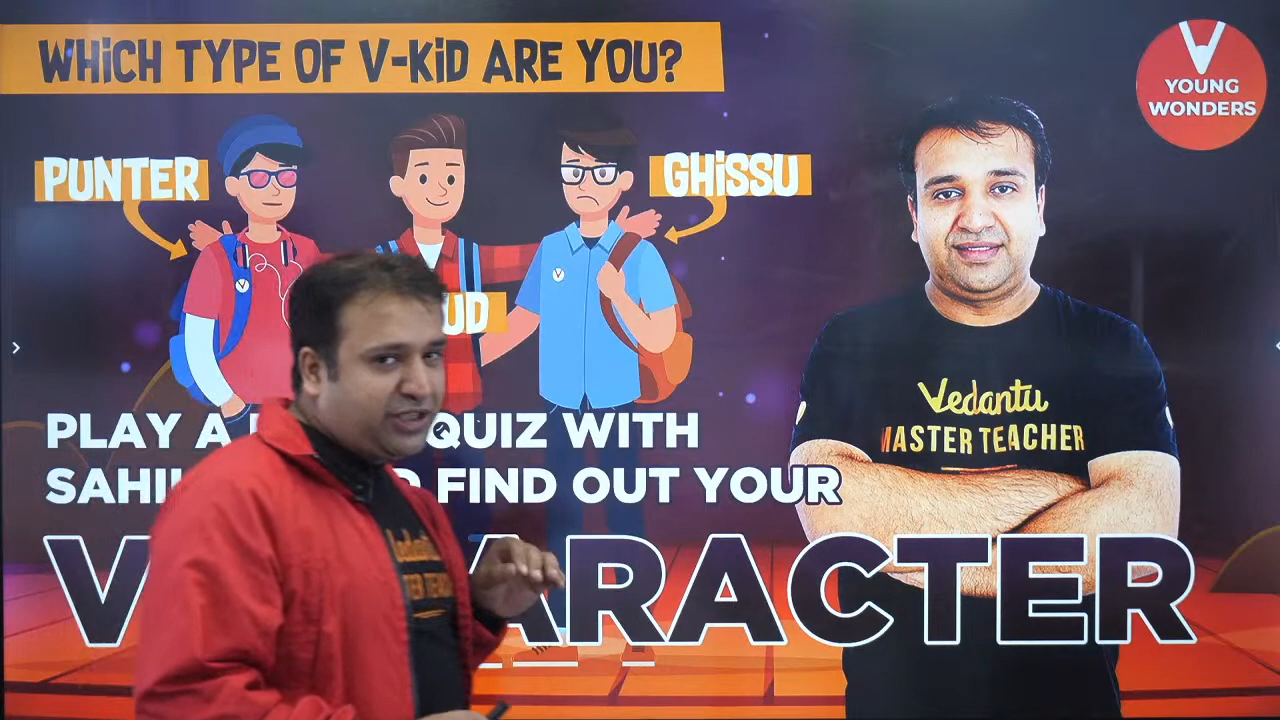 WHiCH TYPE OF V-KiD ARE YOU?
V
YOUNG
WONDERS
PUNTER
GHiSSU
UD
Vedantu
MASTER TEACHER
PLAY A QUIZ WITH
SAHI FIND OUT YOUR
V ARACTER